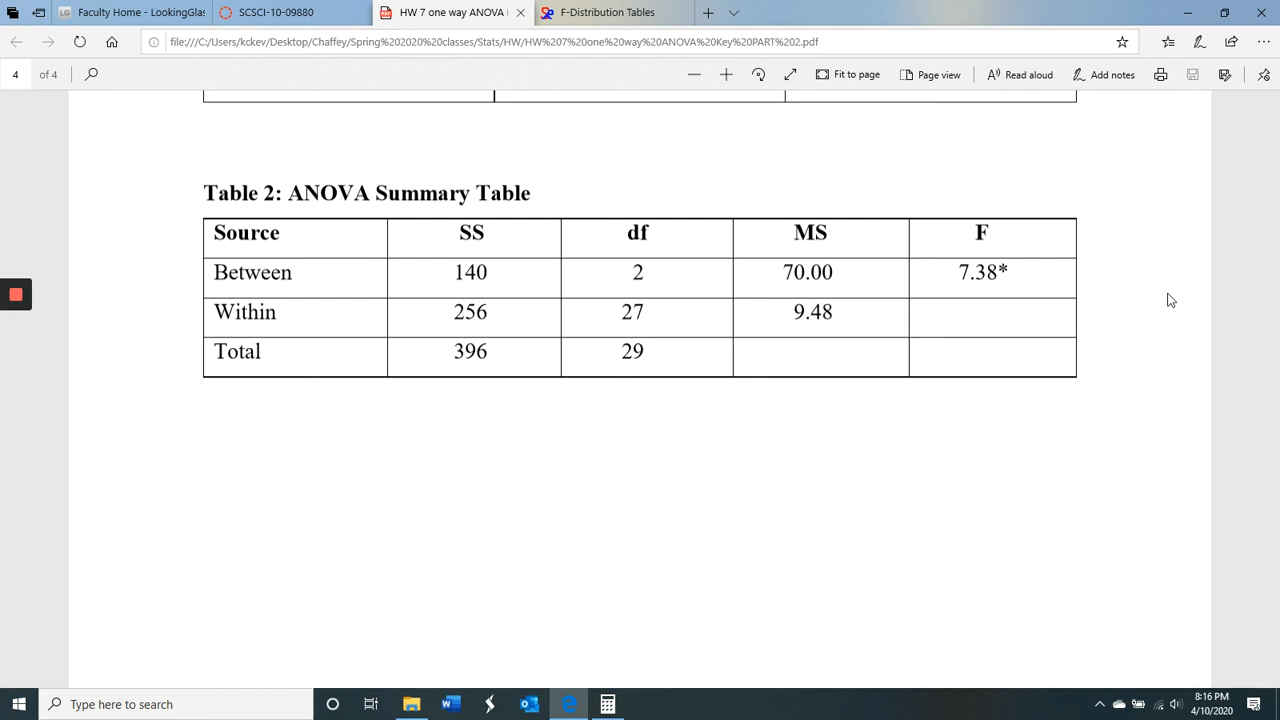 Faculty Home - LookingGlas
SCSCI-10-09880
HW 7 one way ANOVA
F-Distribution Tables
file:///C:/Users/kckev/Desktop/Chaffey/Spring%202020%20classes/Stats/HW/HW%207%20one%20way%20ANOVA%20Key%20PART%202.pdf
4 of 4
Fit to page
Page view
Read aloud
Add notes
Table 2: ANOVA Summary Table
Source SS df MS F
Between 140 2 70.00 7.38*
Within 256 27 9.48
Total 396 29
Type here to search
8:16 PM
4/10/2020